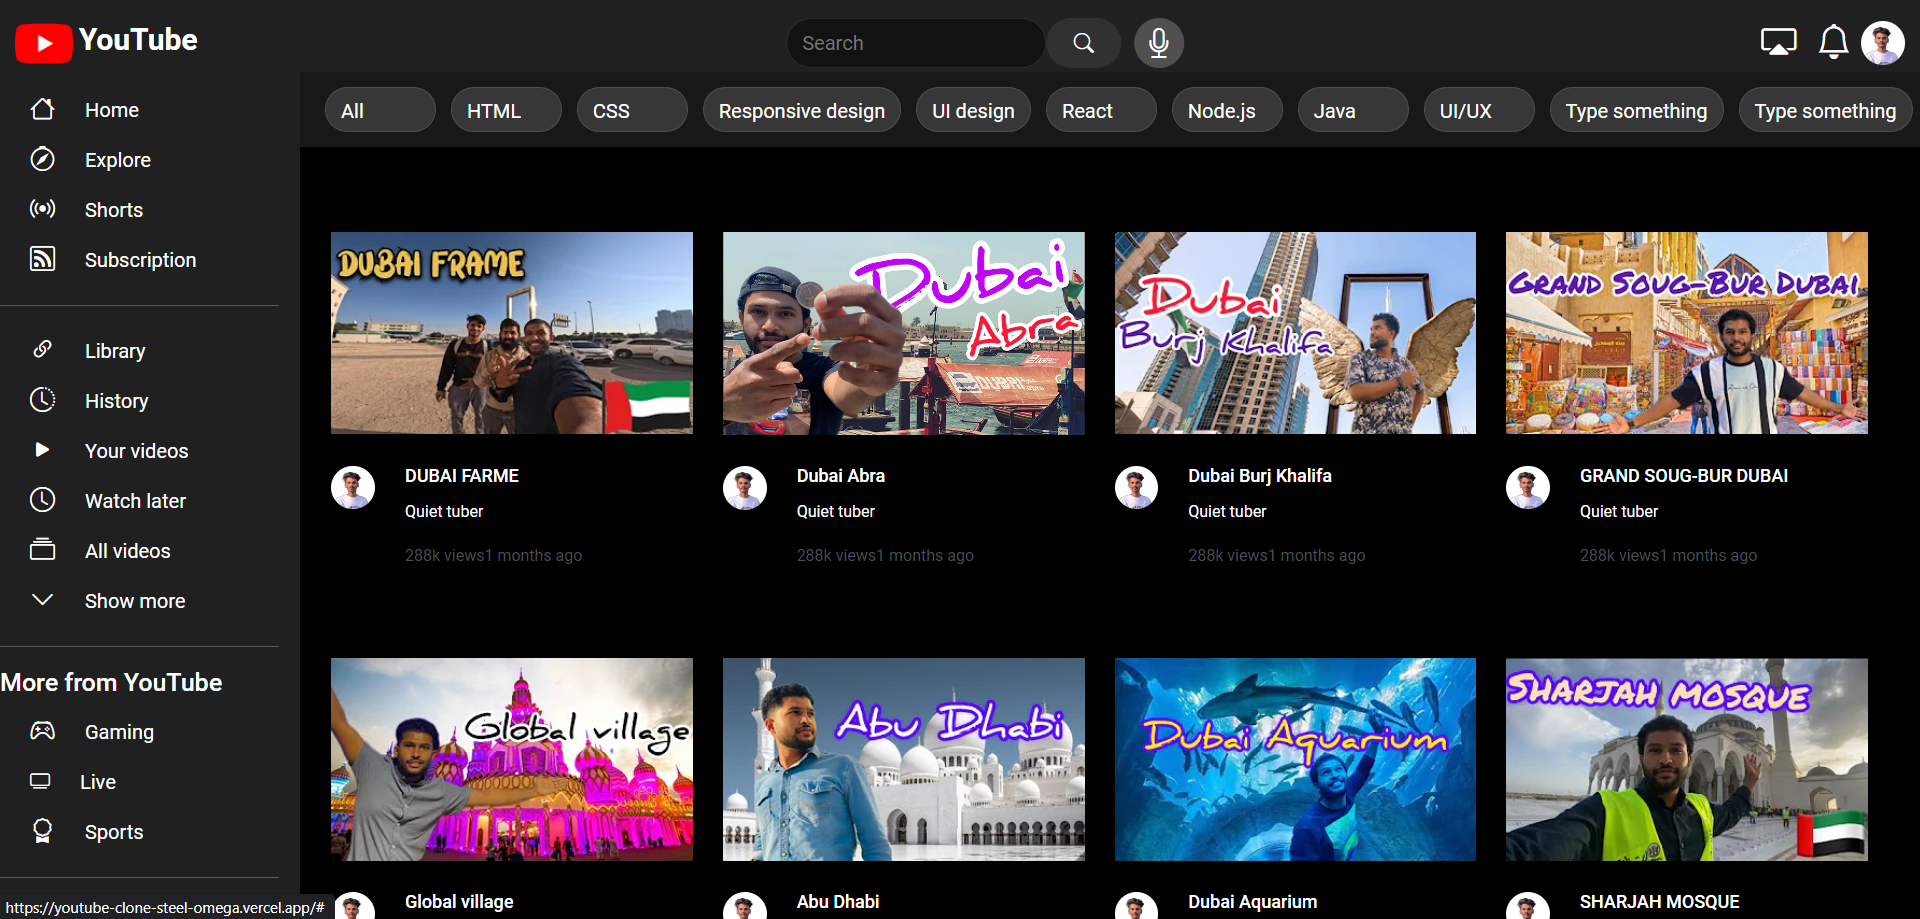 YouTube
Search
Home
Explore
Shorts
Subscription
Library
History
Your videos
Watch later
All videos
Show more
More from YouTube
Gaming
Live
Sports
https://youtube-clone-steel-omega.vercel.app/#
All
HTML
CSS
Responsive design
UI design
React
Node.js
Java
UI/UX
Type something
Type something
DUBAI FRAME
DUBAI FARME
Quiet tuber
288k views1 months ago
Dubai
Abra
DUBAI
Dubai Abra
Quiet tuber
288k views1 months ago
Dubai
Burj Khalifa
Dubai Burj Khalifa
Quiet tuber
288k views1 months ago
GRAND SOUG-BUR DUBAI
GRAND SOUG-BUR DUBAI
Quiet tuber
288k views1 months ago
Global village
Global village
Abu Dhabi
Abu Dhabi
Dubai Aquarium
Dubai Aquarium
SHARJAH MOSQUE
SHARJAH MOSQUE